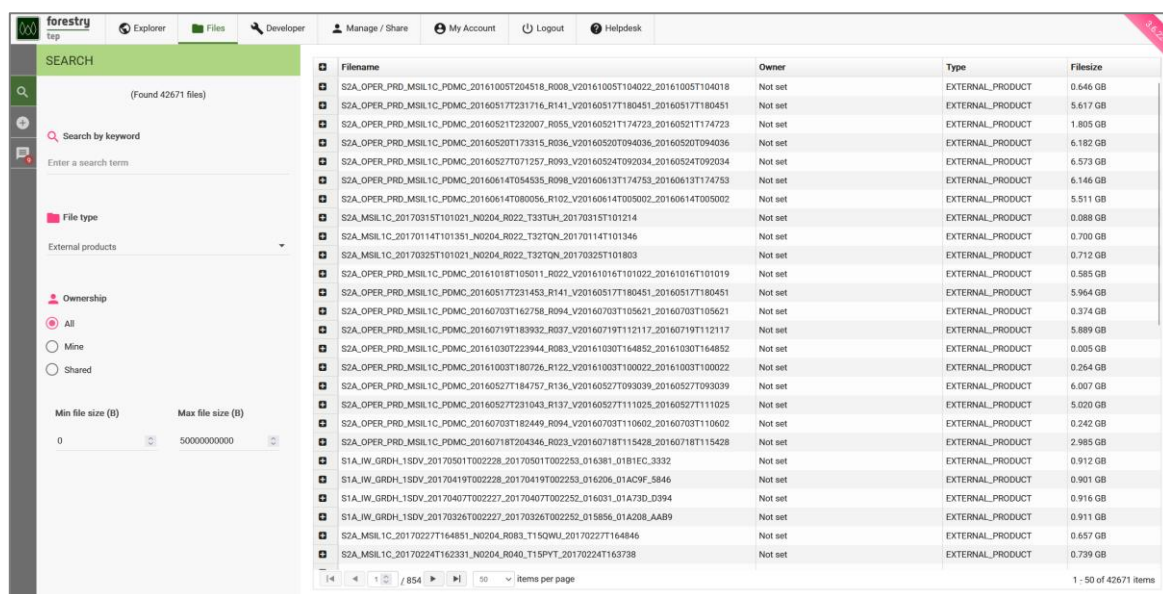 forestry
tep
Explorer Files Developer Manage / Share My Account Logout Helpdesk
3.6.22
SEARCH
(Found 42671 files)
Search by keyword
Enter a search term
File type
External products
Ownership
All
Mine
Shared
Min file size (B) Max file size (B)
0 50000000000
Filename Owner Type Filesize
S2A_OPER_PRD_MSIL1C_PDMC_20161005T204518_R008_V20161005T104022_20161005T104018 Not set EXTERNAL_PRODUCT 0.646 GB
S2A_OPER_PRD_MSIL1C_PDMC_20160517T231716_R141_V20160517T180451_20160517T180451 Not set EXTERNAL_PRODUCT 5.617 GB
S2A_OPER_PRD_MSIL1C_PDMC_20160521T232007_R055_V20160521T174723_20160521T174723 Not set EXTERNAL_PRODUCT 1.805 GB
S2A_OPER_PRD_MSIL1C_PDMC_20160520T173315_R036_V20160520T094036_20160520T094036 Not set EXTERNAL_PRODUCT 6.182 GB
S2A_OPER_PRD_MSIL1C_PDMC_20160527T071257_R093_V20160524T092034_20160524T092034 Not set EXTERNAL_PRODUCT 6.573 GB
S2A_OPER_PRD_MSIL1C_PDMC_20160614T054535_R098_V20160613T174753_20160613T174753 Not set EXTERNAL_PRODUCT 6.146 GB
S2A_OPER_PRD_MSIL1C_PDMC_20160614T080056_R102_V20160614T005002_20160614T005002 Not set EXTERNAL_PRODUCT 5.511 GB
S2A_MSIL1C_20170315T101021_N0204_R022_T33TUH_20170315T101214 Not set EXTERNAL_PRODUCT 0.088 GB
S2A_MSIL1C_20170114T101351_N0204_R022_T32TQN_20170114T101346 Not set EXTERNAL_PRODUCT 0.700 GB
S2A_MSIL1C_20170325T101021_N0204_R022_T32TQN_20170325T101803 Not set EXTERNAL_PRODUCT 0.712 GB
S2A_OPER_PRD_MSIL1C_PDMC_20161018T105011_R022_V20161016T101022_20161016T101019 Not set EXTERNAL_PRODUCT 0.585 GB
S2A_OPER_PRD_MSIL1C_PDMC_20160517T231453_R141_V20160517T180451_20160517T180451 Not set EXTERNAL_PRODUCT 5.964 GB
S2A_OPER_PRD_MSIL1C_PDMC_20160703T162758_R094_V20160703T105621_20160703T105621 Not set EXTERNAL_PRODUCT 0.374 GB
S2A_OPER_PRD_MSIL1C_PDMC_20160719T183932_R037_V20160719T112117_20160719T112117 Not set EXTERNAL_PRODUCT 5.889 GB
S2A_OPER_PRD_MSIL1C_PDMC_20161030T223944_R083_V20161030T164852_20161030T164852 Not set EXTERNAL_PRODUCT 0.005 GB
S2A_OPER_PRD_MSIL1C_PDMC_20161003T180726_R122_V20161003T100022_20161003T100022 Not set EXTERNAL_PRODUCT 0.264 GB
S2A_OPER_PRD_MSIL1C_PDMC_20160527T184757_R136_V20160527T093039_20160527T093039 Not set EXTERNAL_PRODUCT 6.007 GB
S2A_OPER_PRD_MSIL1C_PDMC_20160527T231043_R137_V20160527T111025_20160527T111025 Not set EXTERNAL_PRODUCT 5.020 GB
S2A_OPER_PRD_MSIL1C_PDMC_20160703T182449_R094_V20160703T110602_20160703T110602 Not set EXTERNAL_PRODUCT 0.242 GB
S2A_OPER_PRD_MSIL1C_PDMC_20160718T204346_R023_V20160718T115428_20160718T115428 Not set EXTERNAL_PRODUCT 2.985 GB
S1A_IW_GRDH_1SDV_20170501T002228_20170501T002253_016381_01B1EC_3332 Not set EXTERNAL_PRODUCT 0.912 GB
S1A_IW_GRDH_1SDV_20170419T002228_20170419T002253_016206_01AC9F_5846 Not set EXTERNAL_PRODUCT 0.901 GB
S1A_IW_GRDH_1SDV_20170407T002227_20170407T002252_016031_01A73D_D394 Not set EXTERNAL_PRODUCT 0.916 GB
S1A_IW_GRDH_1SDV_20170326T002227_20170326T002252_015856_01A208_AAB9 Not set EXTERNAL_PRODUCT 0.911 GB
S2A_MSIL1C_20170227T164851_N0204_R083_T15QWU_20170227T164846 Not set EXTERNAL_PRODUCT 0.657 GB
S2A_MSIL1C_20170224T162331_N0204_R040_T15PYT_20170224T163738 Not set EXTERNAL_PRODUCT 0.739 GB
1 / 854 50 items per page 1 - 50 of 42671 items